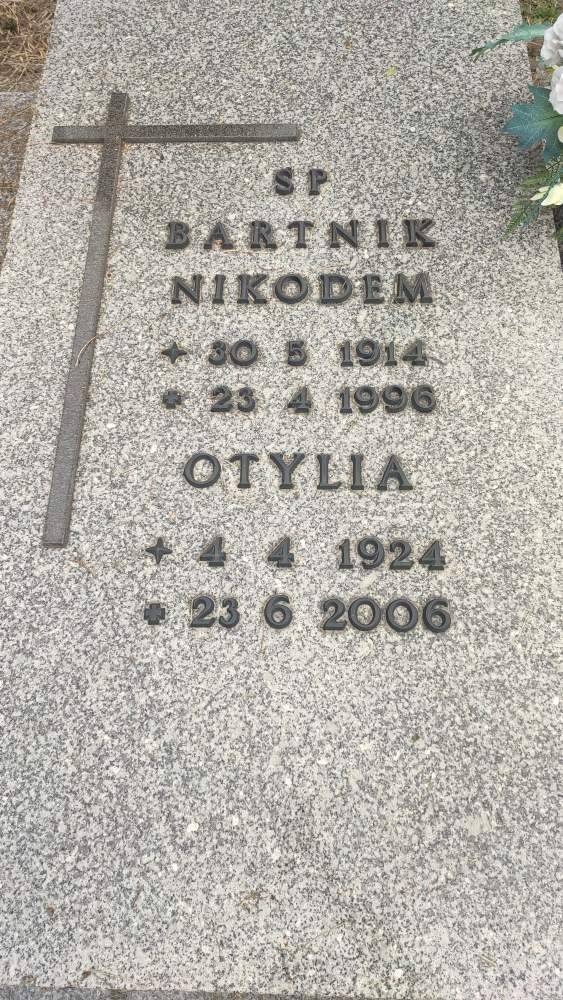 SP
BARTNIK
NIKODEM
✦ 30 5 1914
✚ 23 4 1996
OTYLIA
✦ 4 4 1924
✚ 23 6 2006